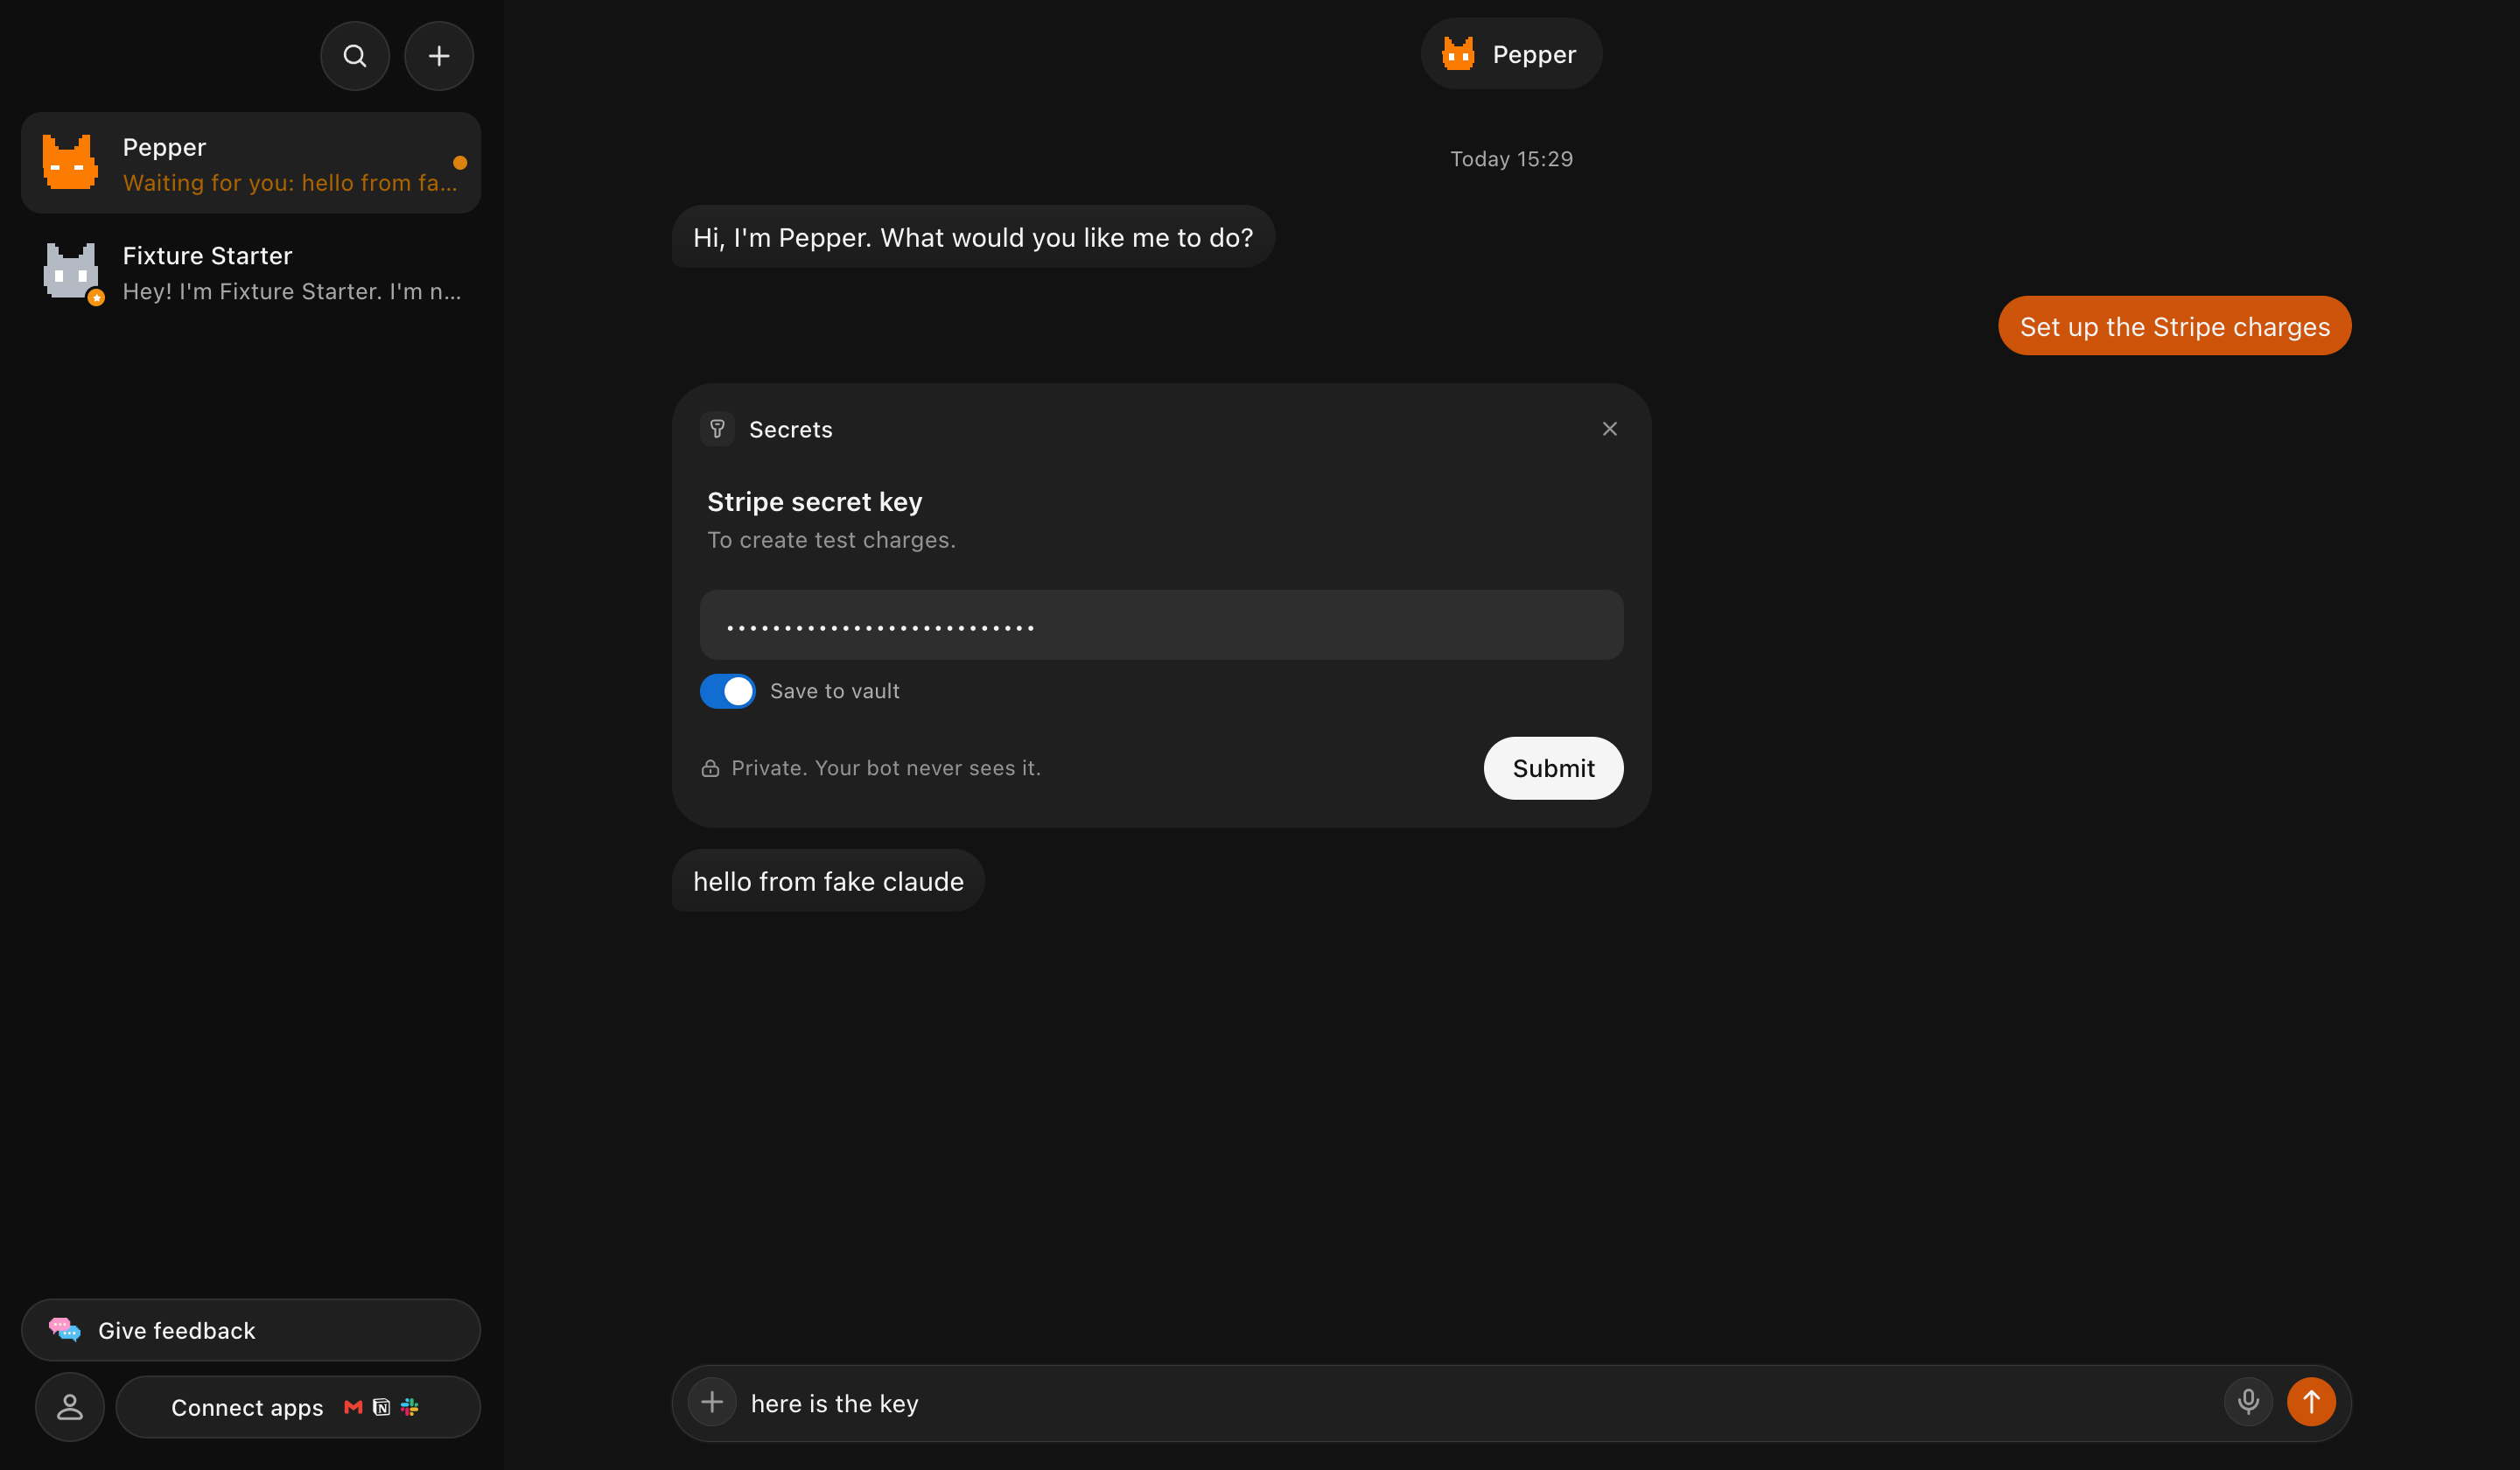 Pepper
Waiting for you: hello from fa...
Fixture Starter
Hey! I'm Fixture Starter. I'm n...
Give feedback
Connect apps
Pepper
Today 15:29
Hi, I'm Pepper. What would you like me to do?
Set up the Stripe charges
Secrets
Stripe secret key
To create test charges.
Save to vault
Private. Your bot never sees it.
Submit
hello from fake claude
here is the key